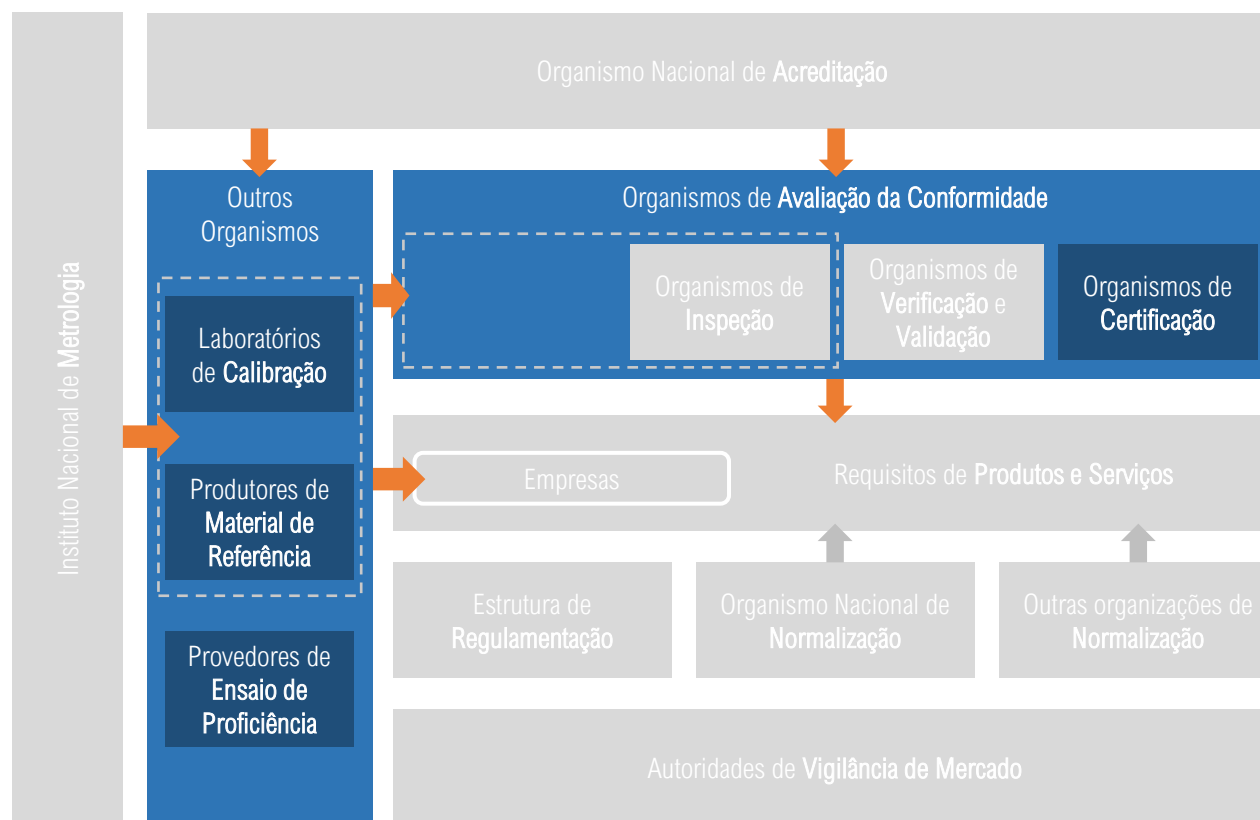 Organismo Nacional de Acreditação
Instituto Nacional de Metrologia
Outros
Organismos
Laboratórios
de Calibração
Produtores de
Material de
Referência
Provedores de
Ensaio de
Proficiência
Organismos de Avaliação da Conformidade
Organismos de
Inspeção
Organismos de
Verificação e
Validação
Organismos de
Certificação
Empresas
Requisitos de Produtos e Serviços
Estrutura de
Regulamentação
Organismo Nacional de
Normalização
Outras organizações de
Normalização
Autoridades de Vigilância de Mercado